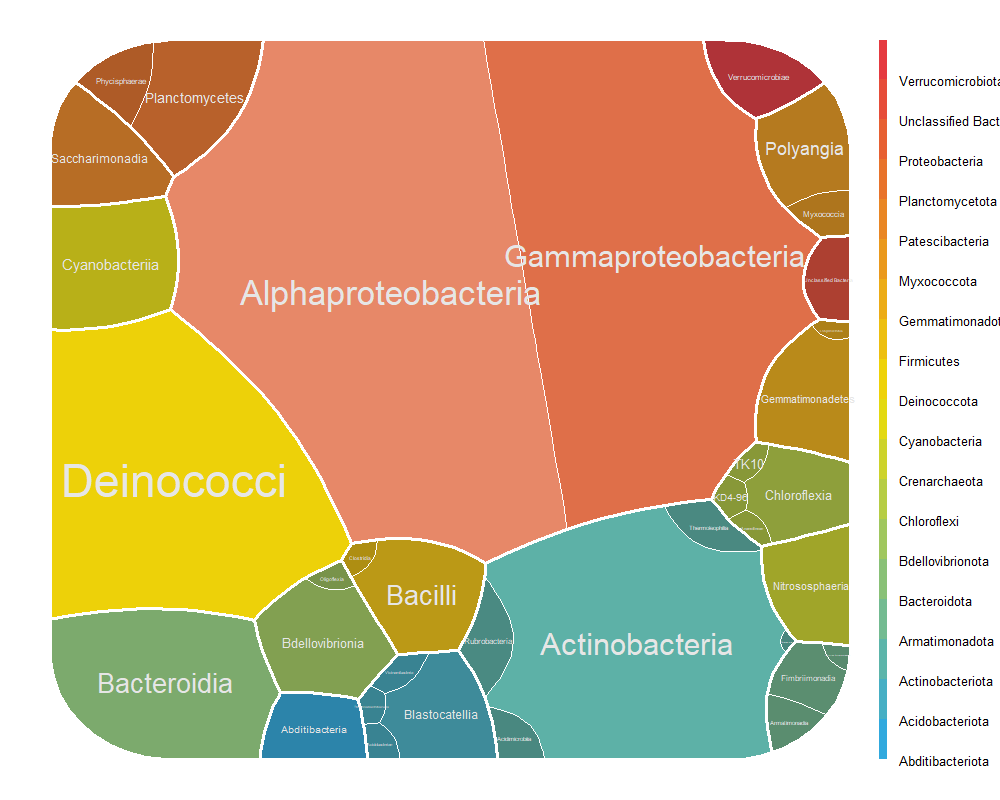 Phycisphaerae
Planctomycetes
Saccharimonadia
Cyanobacteriia
Alphaproteobacteria
Gammaproteobacteria
Verrucomicrobiae
Polyangia
Myxococcia
Unclassified Bacter
Gemmatimonadete
TK10
KD4-96
Chloroflexia
Thermoleophilia
Nitrososphaeria
Deinococci
Clostridia
Oligoflexia
Bacilli
Bdellovibrionia
Rubrobacteria
Actinobacteria
Bacteroidia
Abditibacteria
Blastocatellia
Acidimicrobiia
Fimbriimonadia
Armatimonadia
Verrucomicrobiota
Unclassified Bact
Proteobacteria
Planctomycetota
Patescibacteria
Myxococcota
Gemmatimonadot
Firmicutes
Deinococcota
Cyanobacteria
Crenarchaeota
Chloroflexi
Bdellovibrionota
Bacteroidota
Armatimonadota
Actinobacteriota
Acidobacteriota
Abditibacteriota